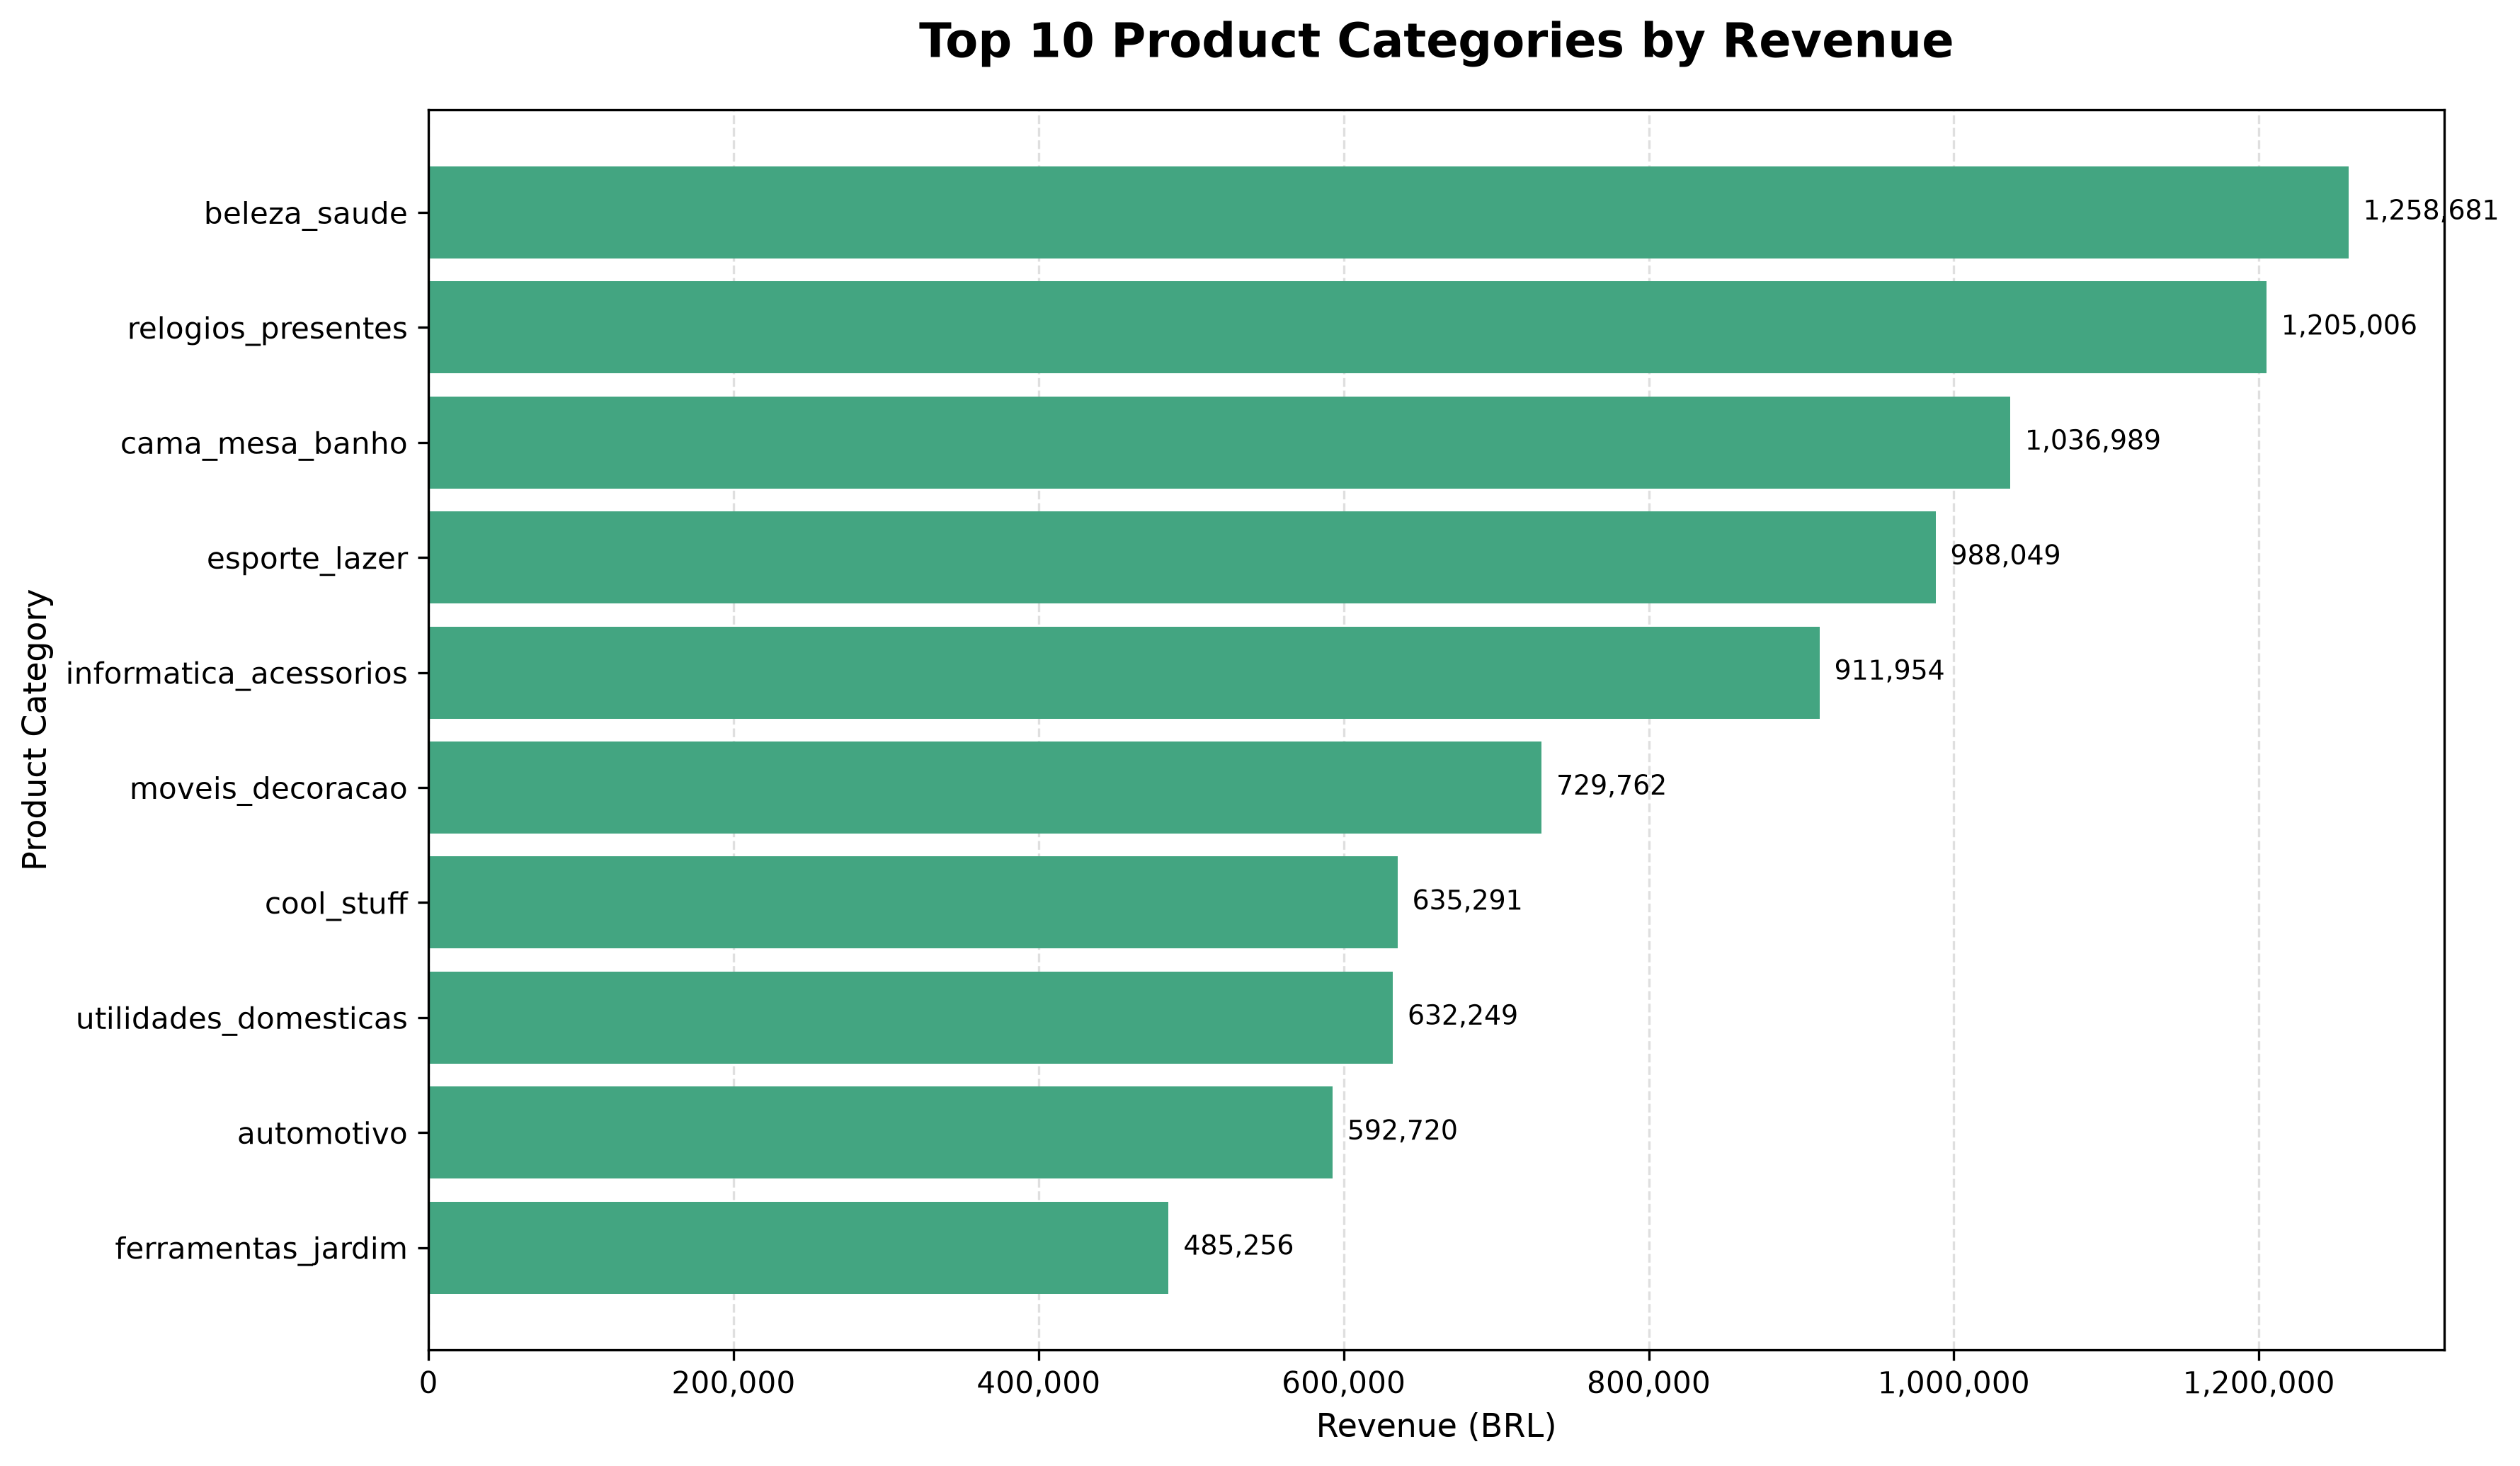 Top 10 Product Categories by Revenue
Product Category
beleza_saude 1,258,681
relogios_presentes 1,205,006
cama_mesa_banho 1,036,989
esporte_lazer 988,049
informatica_acessorios 911,954
moveis_decoracao 729,762
cool_stuff 635,291
utilidades_domesticas 632,249
automotivo 592,720
ferramentas_jardim 485,256
0 200,000 400,000 600,000 800,000 1,000,000 1,200,000
Revenue (BRL)